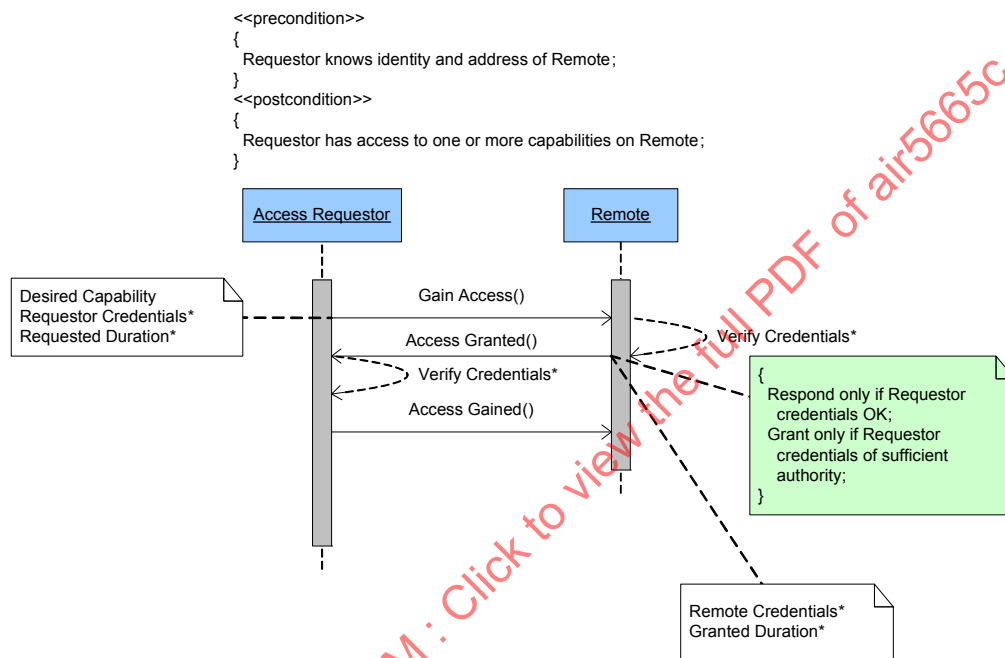 <<precondition>>
{
Requestor knows identity and address of Remote;
}
<<postcondition>>
{
Requestor has access to one or more capabilities on Remote;
}
Access Requestor
Remote
Desired Capability
Requestor Credentials*
Requested Duration*
Gain Access()
Verify Credentials*
Access Granted()
Verify Credentials*
Access Gained()
{
Respond only if Requestor
credentials OK;
Grant only if Requestor
credentials of sufficient
authority;
}
Remote Credentials*
Granted Duration*
M : Click to view the full PDF of air5665c